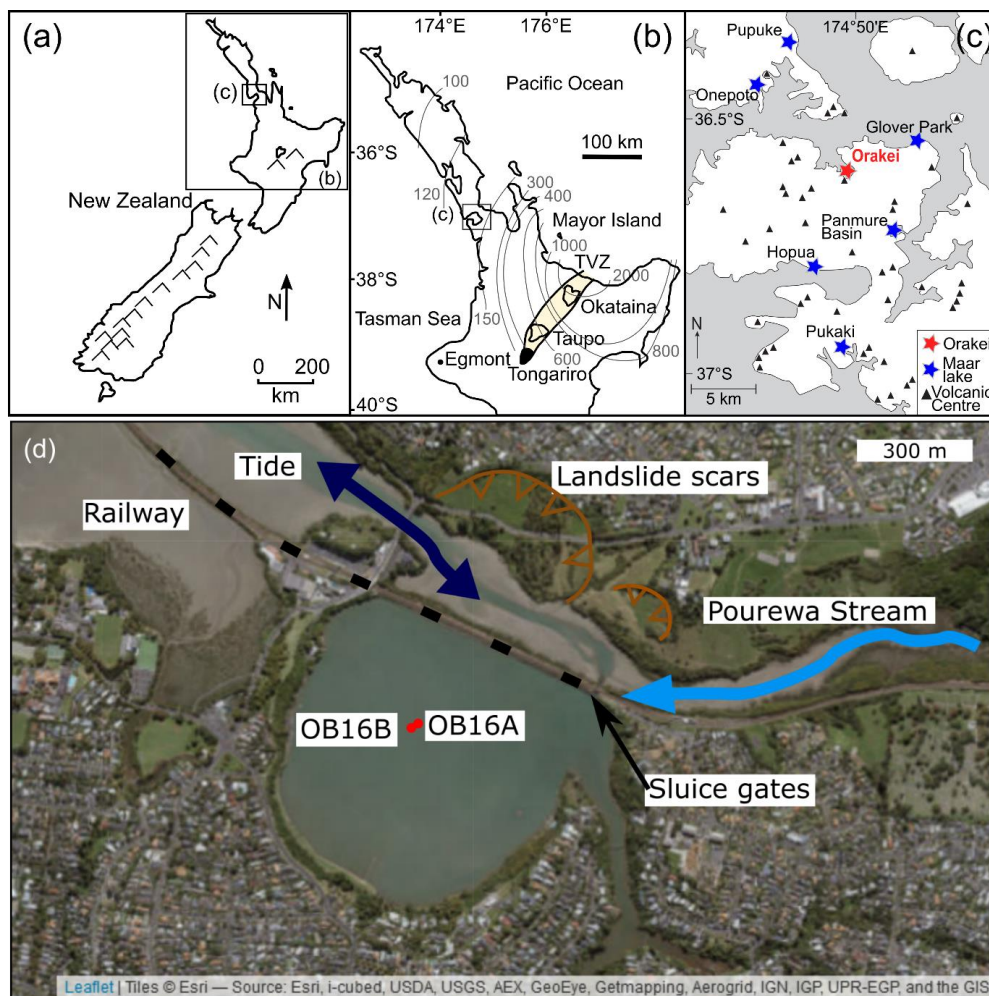 (a)
(c)
(b)
New Zealand
N
0 200
km
174°E 176°E
(b)
Pacific Ocean
100
100 km
36°S
120
(c)
300
400
Mayor Island
1000
TVZ
2000
38°S
Okataina
Tasman Sea
150
Taupo
Egmont
600
800
Tongariro
40°S
174°50'E
(c)
Pupuke
Onepoto
36.5°S
Glover Park
Orakei
Panmure
Basin
Hopua
N
Pukaki
37°S
5 km
Orakei
Maar
lake
Volcanic
Centre
(d)
Tide
Landslide scars
300 m
Railway
Pourewa Stream
OB16B
OB16A
Sluice gates
Leaflet | Tiles © Esri — Source: Esri, i-cubed, USDA, USGS, AEX, GeoEye, Getmapping, Aerogrid, IGN, IGP, UPR-EGP, and the GIS